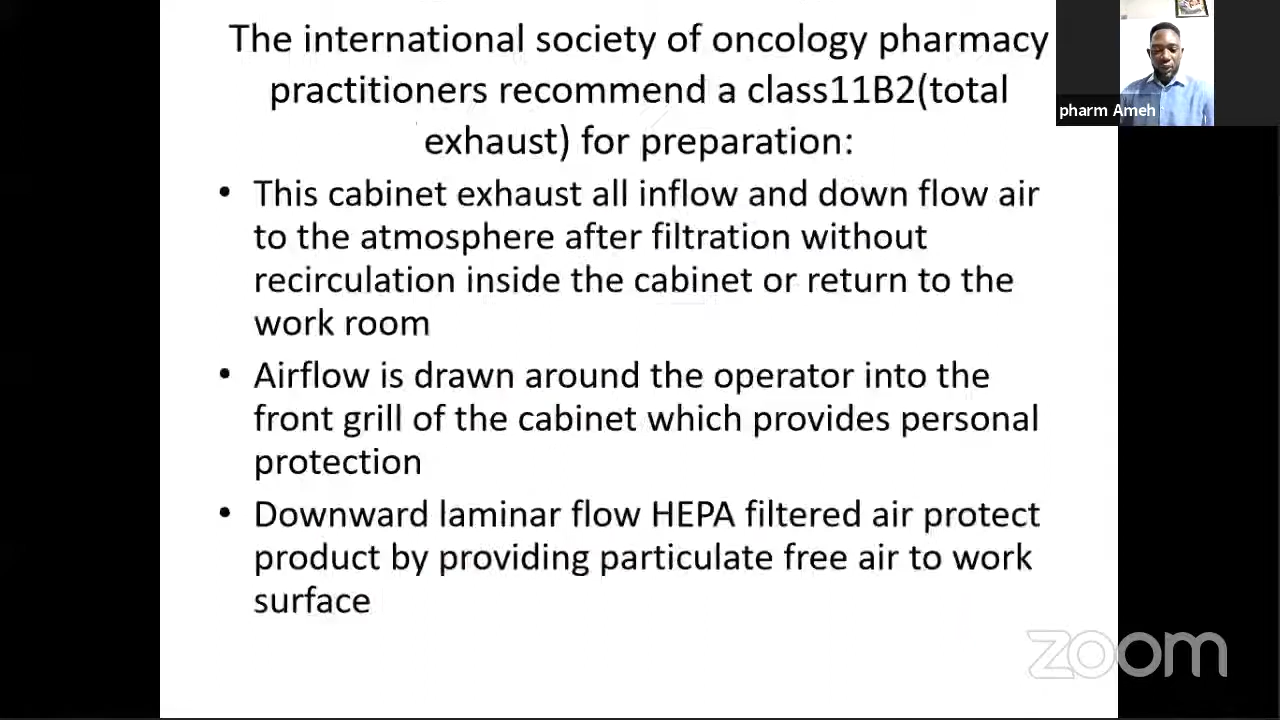 The international society of oncology pharmacy
practitioners recommend a class11B2(total
exhaust) for preparation:
• This cabinet exhaust all inflow and down flow air
to the atmosphere after filtration without
recirculation inside the cabinet or return to the
work room
• Airflow is drawn around the operator into the
front grill of the cabinet which provides personal
protection
• Downward laminar flow HEPA filtered air protect
product by providing particulate free air to work
surface
pharm Ameh
zoom